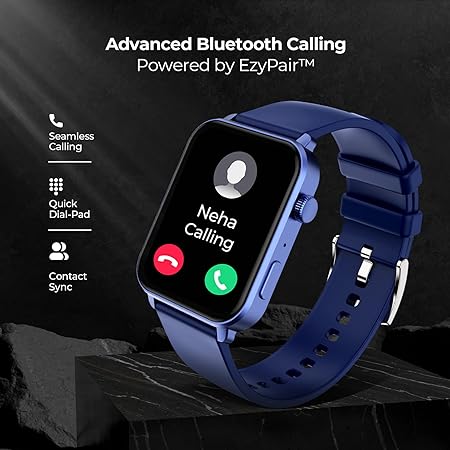 Advanced Bluetooth Calling
Powered by EzyPair™
Seamless
Calling
Quick
Dial-Pad
Contact
Sync
Neha
Calling